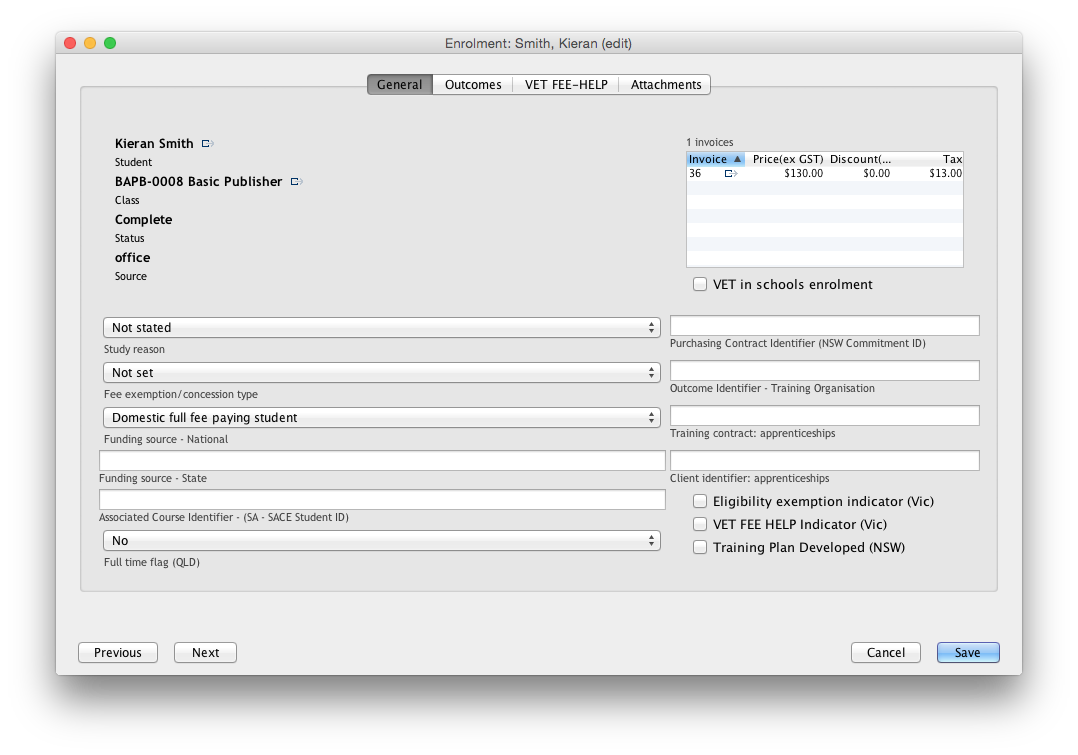 Enrolment: Smith, Kieran (edit)
General Outcomes VET FEE-HELP Attachments
Kieran Smith
Student
BAPB-0008 Basic Publisher
Class
Complete
Status
office
Source
1 invoices
Invoice Price(ex GST) Discount(... Tax
36 $130.00 $0.00 $13.00
VET in schools enrolment
Not stated
Study reason
Not set
Fee exemption/concession type
Domestic full fee paying student
Funding source - National
Funding source - State
Associated Course Identifier - (SA - SACE Student ID)
No
Full time flag (QLD)
Purchasing Contract Identifier (NSW Commitment ID)
Outcome Identifier - Training Organisation
Training contract: apprenticeships
Client identifier: apprenticeships
Eligibility exemption indicator (Vic)
VET FEE HELP Indicator (Vic)
Training Plan Developed (NSW)
Previous Next Cancel Save